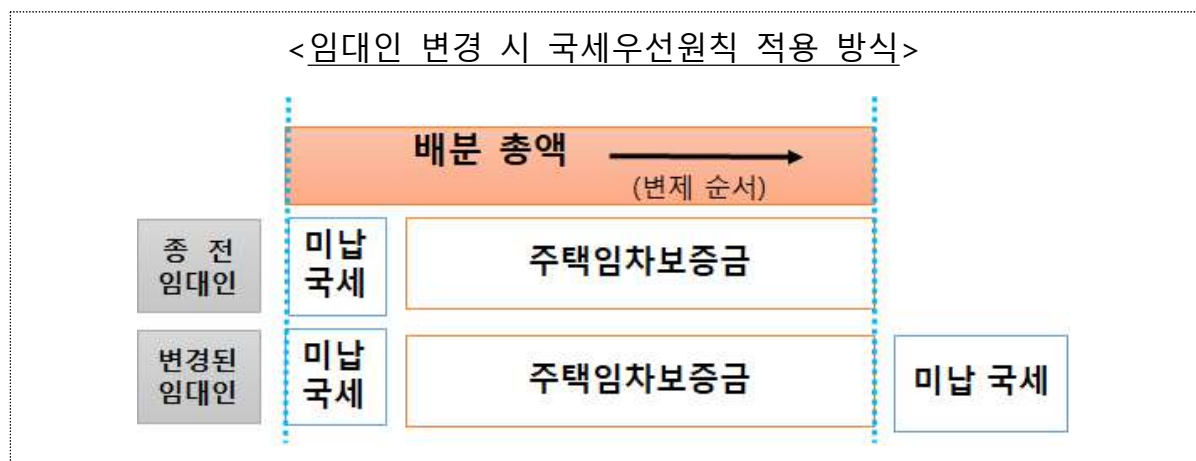 <임대인 변경 시 국세우선원칙 적용 방식>
배분 총액
(변제 순서)
종 전
임대인
미납
국세
주택임차보증금
변경된
임대인
미납
국세
주택임차보증금
미납 국세